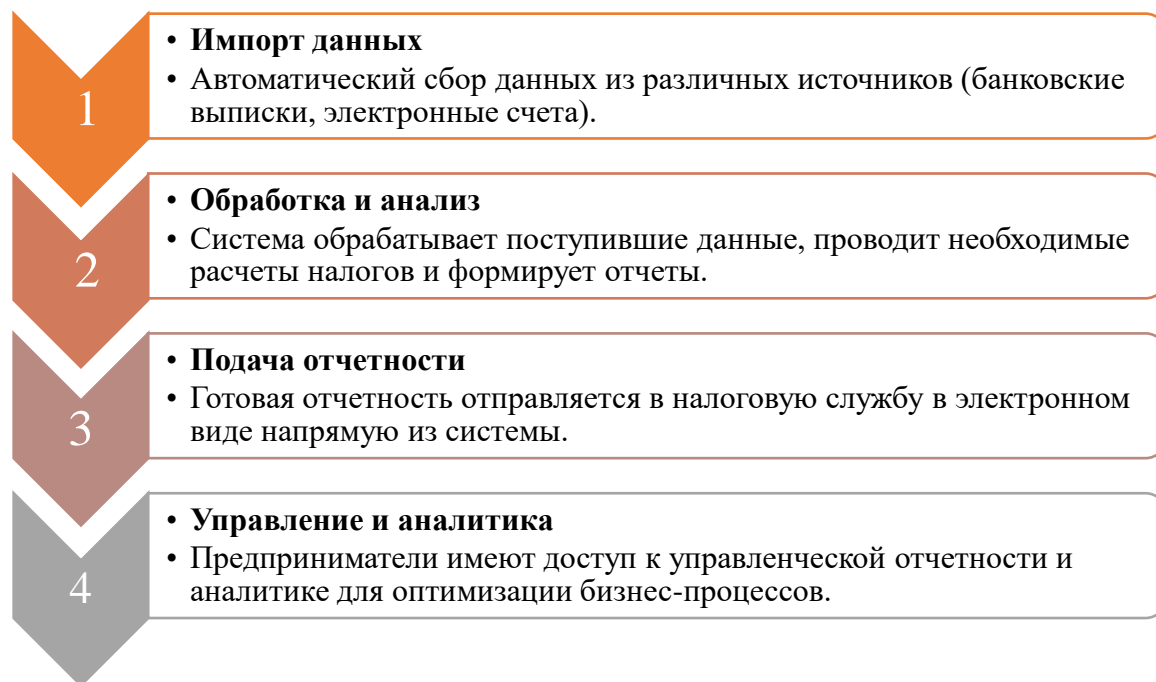 1
• Импорт данных
• Автоматический сбор данных из различных источников (банковские
выписки, электронные счета).
2
• Обработка и анализ
• Система обрабатывает поступившие данные, проводит необходимые
расчеты налогов и формирует отчеты.
3
• Подача отчетности
• Готовая отчетность отправляется в налоговую службу в электронном
виде напрямую из системы.
4
• Управление и аналитика
• Предприниматели имеют доступ к управленческой отчетности и
аналитике для оптимизации бизнес-процессов.